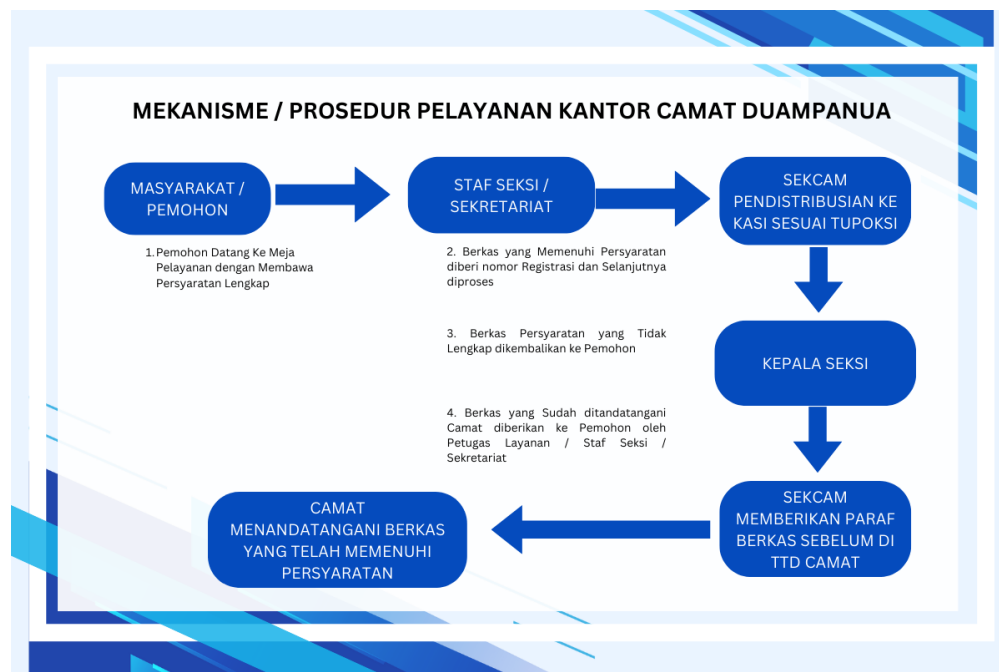 MEKANISME / PROSEDUR PELAYANAN KANTOR CAMAT DUAMPANUA
MASYARAKAT /
PEMOHON
1. Pemohon Datang Ke Meja
Pelayanan dengan Membawa
Persyaratan Lengkap
STAF SEKSI /
SEKRETARIAT
2. Berkas yang Memenuhi Persyaratan
diberi nomor Registrasi dan Selanjutnya
diproses
3. Berkas Persyaratan yang Tidak
Lengkap dikembalikan ke Pemohon
4. Berkas yang Sudah ditandatangani
Camat diberikan ke Pemohon oleh
Petugas Layanan / Staf Seksi /
Sekretariat
SEKCAM
PENDISTRIBUSIAN KE
KASI SESUAI TUPOKSI
KEPALA SEKSI
SEKCAM
MEMBERIKAN PARAF
BERKAS SEBELUM DI
TTD CAMAT
CAMAT
MENANDATANGI BERKAS
YANG TELAH MEMENUHI
PERSYARATAN